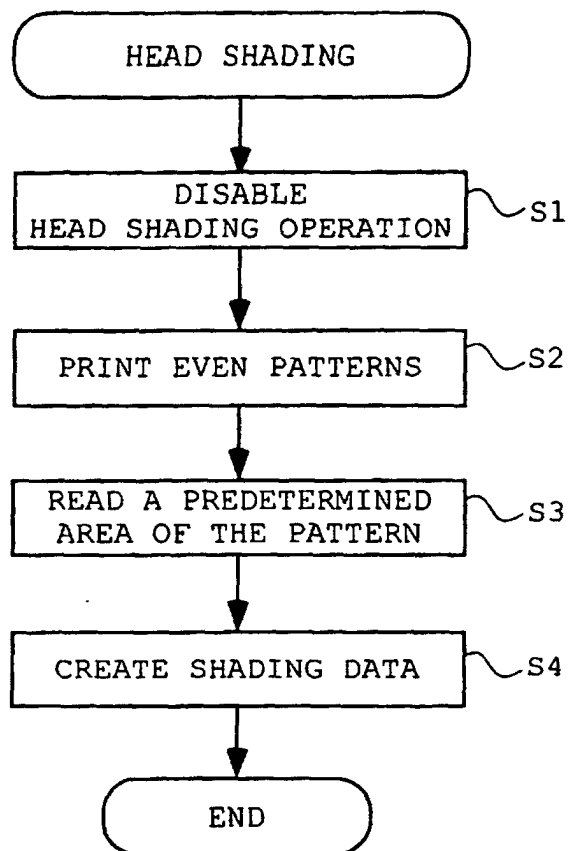 HEAD SHADING
DISABLE
HEAD SHADING OPERATION
S1
PRINT EVEN PATTERNS
S2
READ A PREDETERMINED
AREA OF THE PATTERN
S3
CREATE SHADING DATA
S4
END